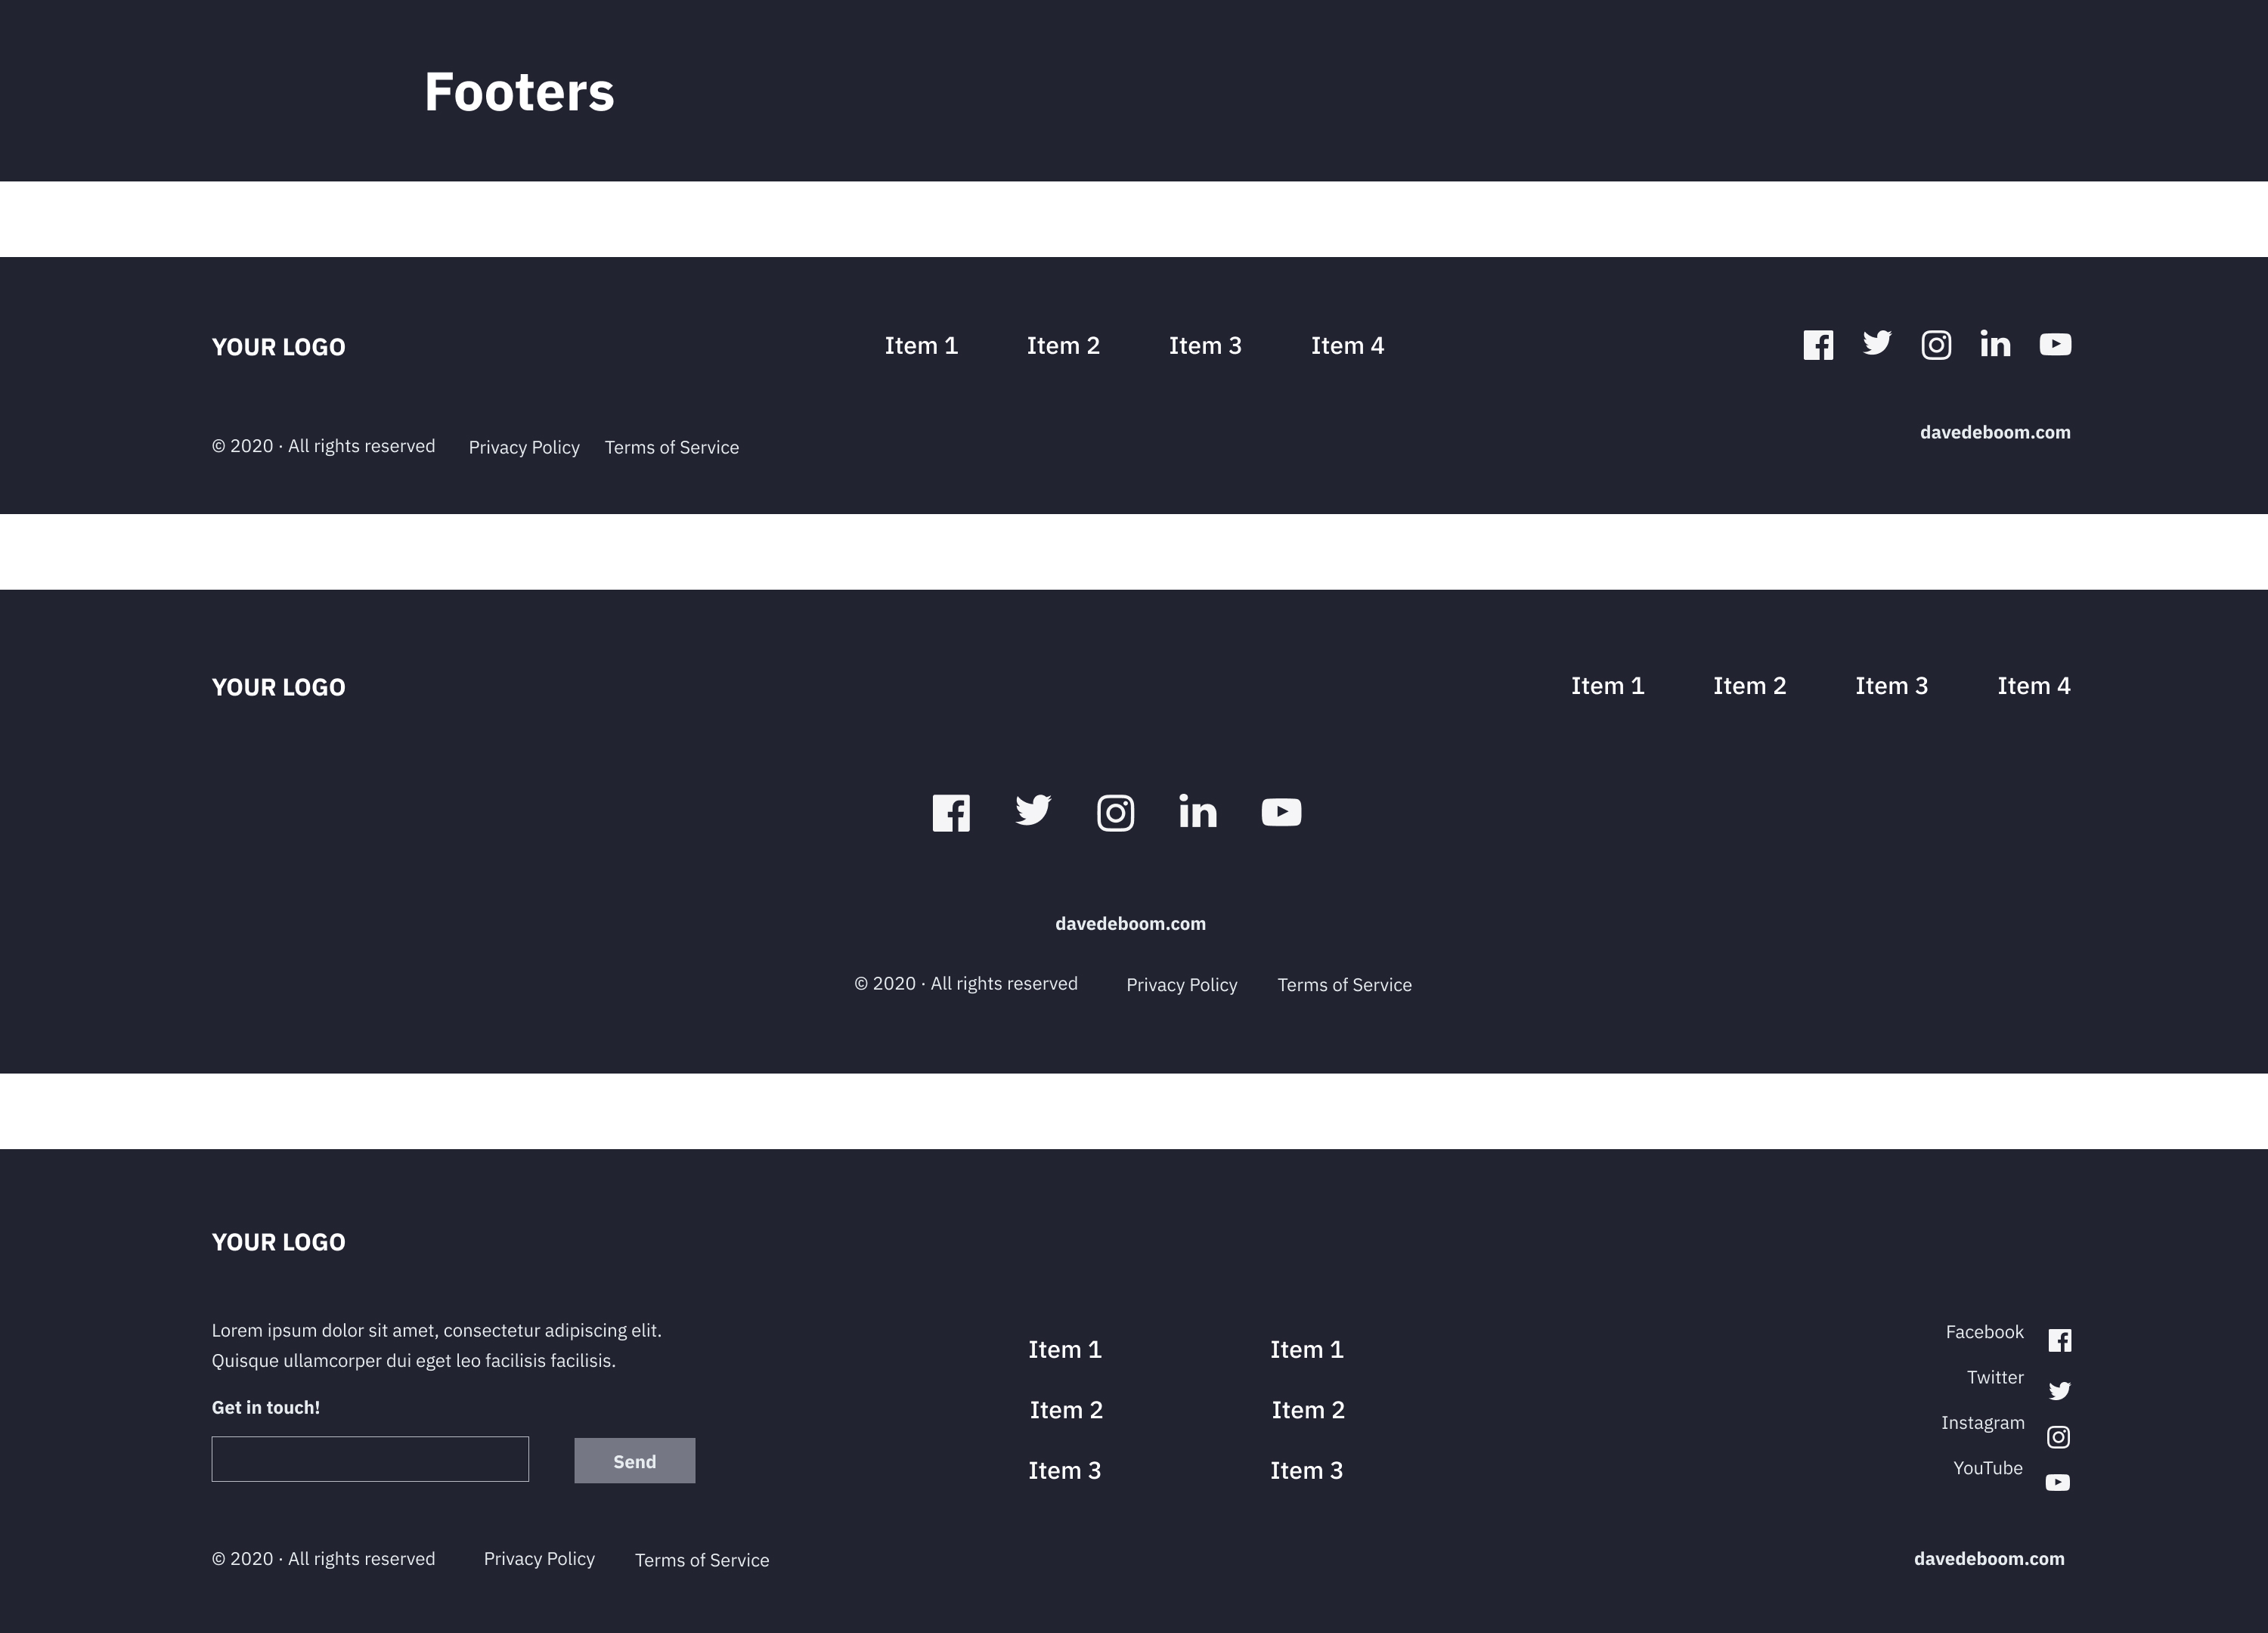 Footers
YOUR LOGO
Item 1 Item 2 Item 3 Item 4
© 2020 · All rights reserved Privacy Policy Terms of Service
davedeboom.com
YOUR LOGO
Item 1 Item 2 Item 3 Item 4
davedeboom.com
© 2020 · All rights reserved Privacy Policy Terms of Service
YOUR LOGO
Lorem ipsum dolor sit amet, consectetur adipiscing elit.
Quisque ullamcorper dui eget leo facilisis facilisis.
Get in touch!
Send
Item 1 Item 1
Item 2 Item 2
Item 3 Item 3
Facebook
Twitter
Instagram
YouTube
© 2020 · All rights reserved Privacy Policy Terms of Service
davedeboom.com